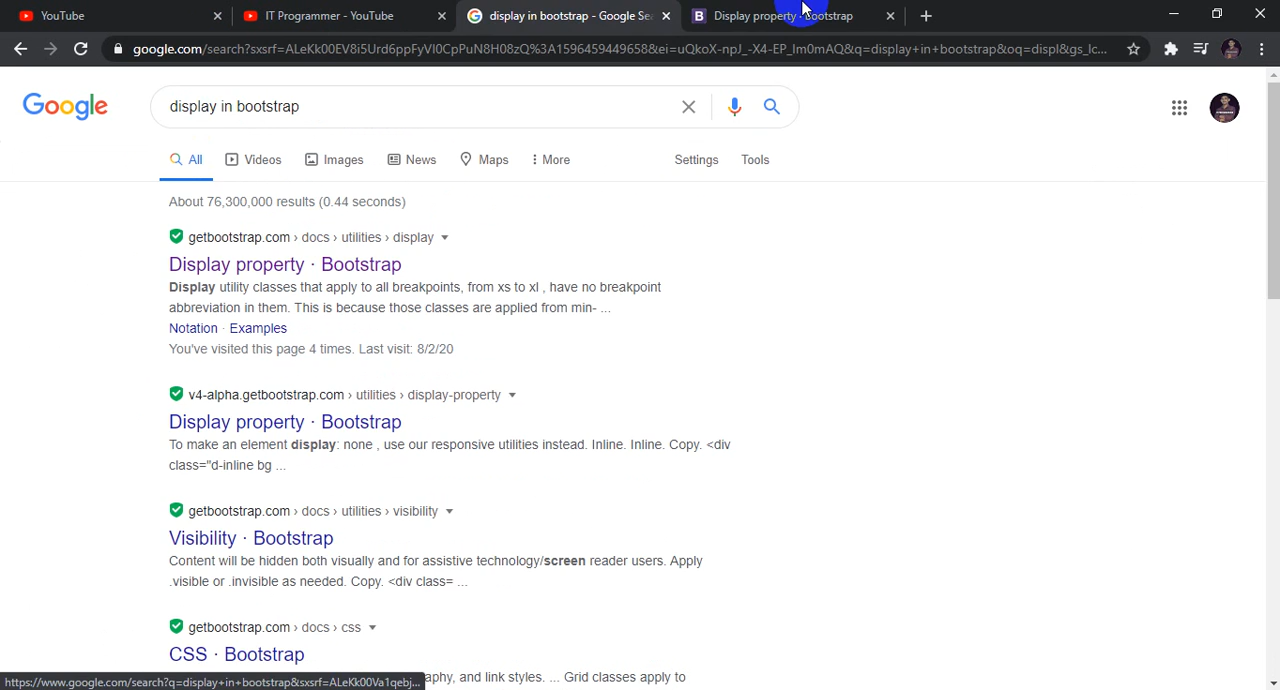 YouTube
IT Programmer - YouTube
display in bootstrap - Google Se
Display property · Bootstrap
google.com/search?sxsrf=ALeKk00EV8i5Urd6ppFyVI0CpPuN8H08zQ%3A1596459449658&ei=uQkoX-npJ_-X4-EP_Im0mAQ&q=display+in+bootstrap&oq=displ&gs_lc...
Google
display in bootstrap
All
Videos
Images
News
Maps
More
Settings
Tools
About 76,300,000 results (0.44 seconds)
getbootstrap.com › docs › utilities › display
Display property · Bootstrap
Display utility classes that apply to all breakpoints, from xs to xl , have no breakpoint
abbreviation in them. This is because those classes are applied from min- ...
Notation · Examples
You've visited this page 4 times. Last visit: 8/2/20
v4-alpha.getbootstrap.com › utilities › display-property
Display property · Bootstrap
To make an element display: none , use our responsive utilities instead. Inline. Inline. Copy. <div
class="d-inline bg ...
getbootstrap.com › docs › utilities › visibility
Visibility · Bootstrap
Content will be hidden both visually and for assistive technology/screen reader users. Apply
.visible or .invisible as needed. Copy. <div class= ...
getbootstrap.com › docs › css
CSS · Bootstrap
aphy, and link styles. ... Grid classes apply to
https://www.google.com/search?q=display+in+bootstrap&sxsrf=ALeKk00Va1qebj...